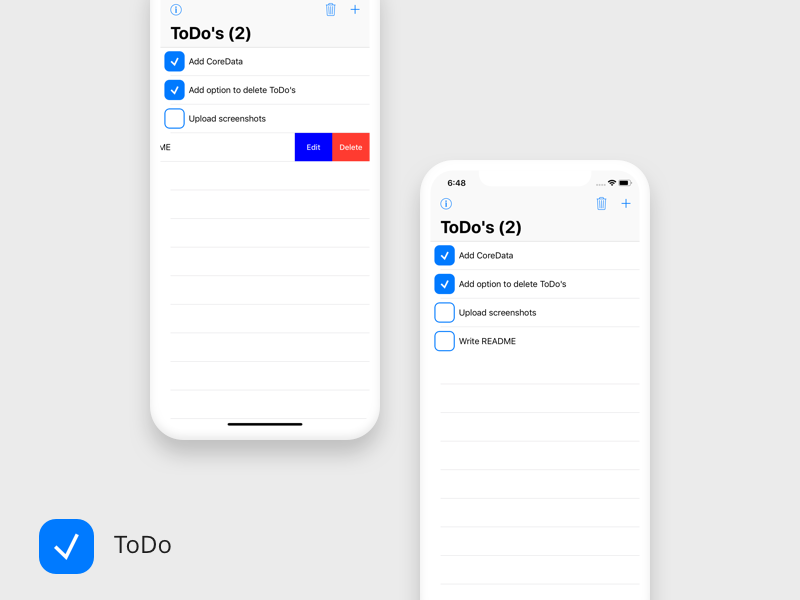 ToDo's (2)
Add CoreData
Add option to delete ToDo's
Upload screenshots
ME
Edit
Delete
6:48
ToDo's (2)
Add CoreData
Add option to delete ToDo's
Upload screenshots
Write README
ToDo